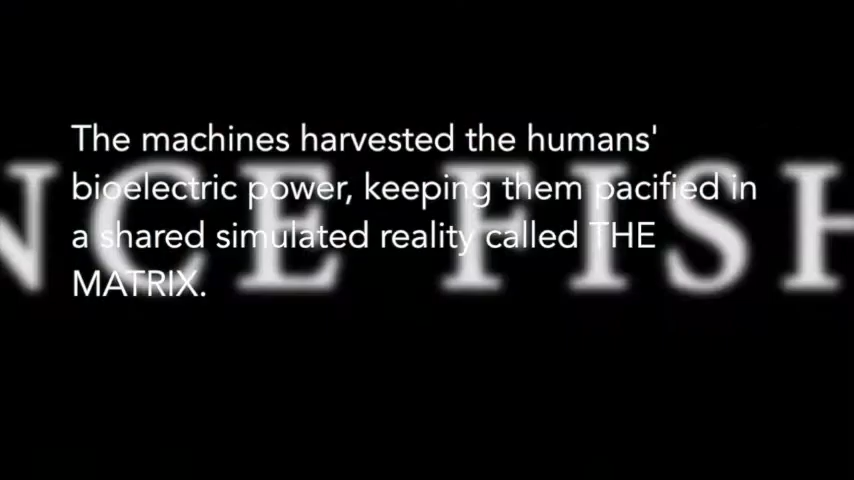 The machines harvested the humans'
NCE FISH
bioelectric power, keeping them pacified in
a shared simulated reality called THE
MATRIX.